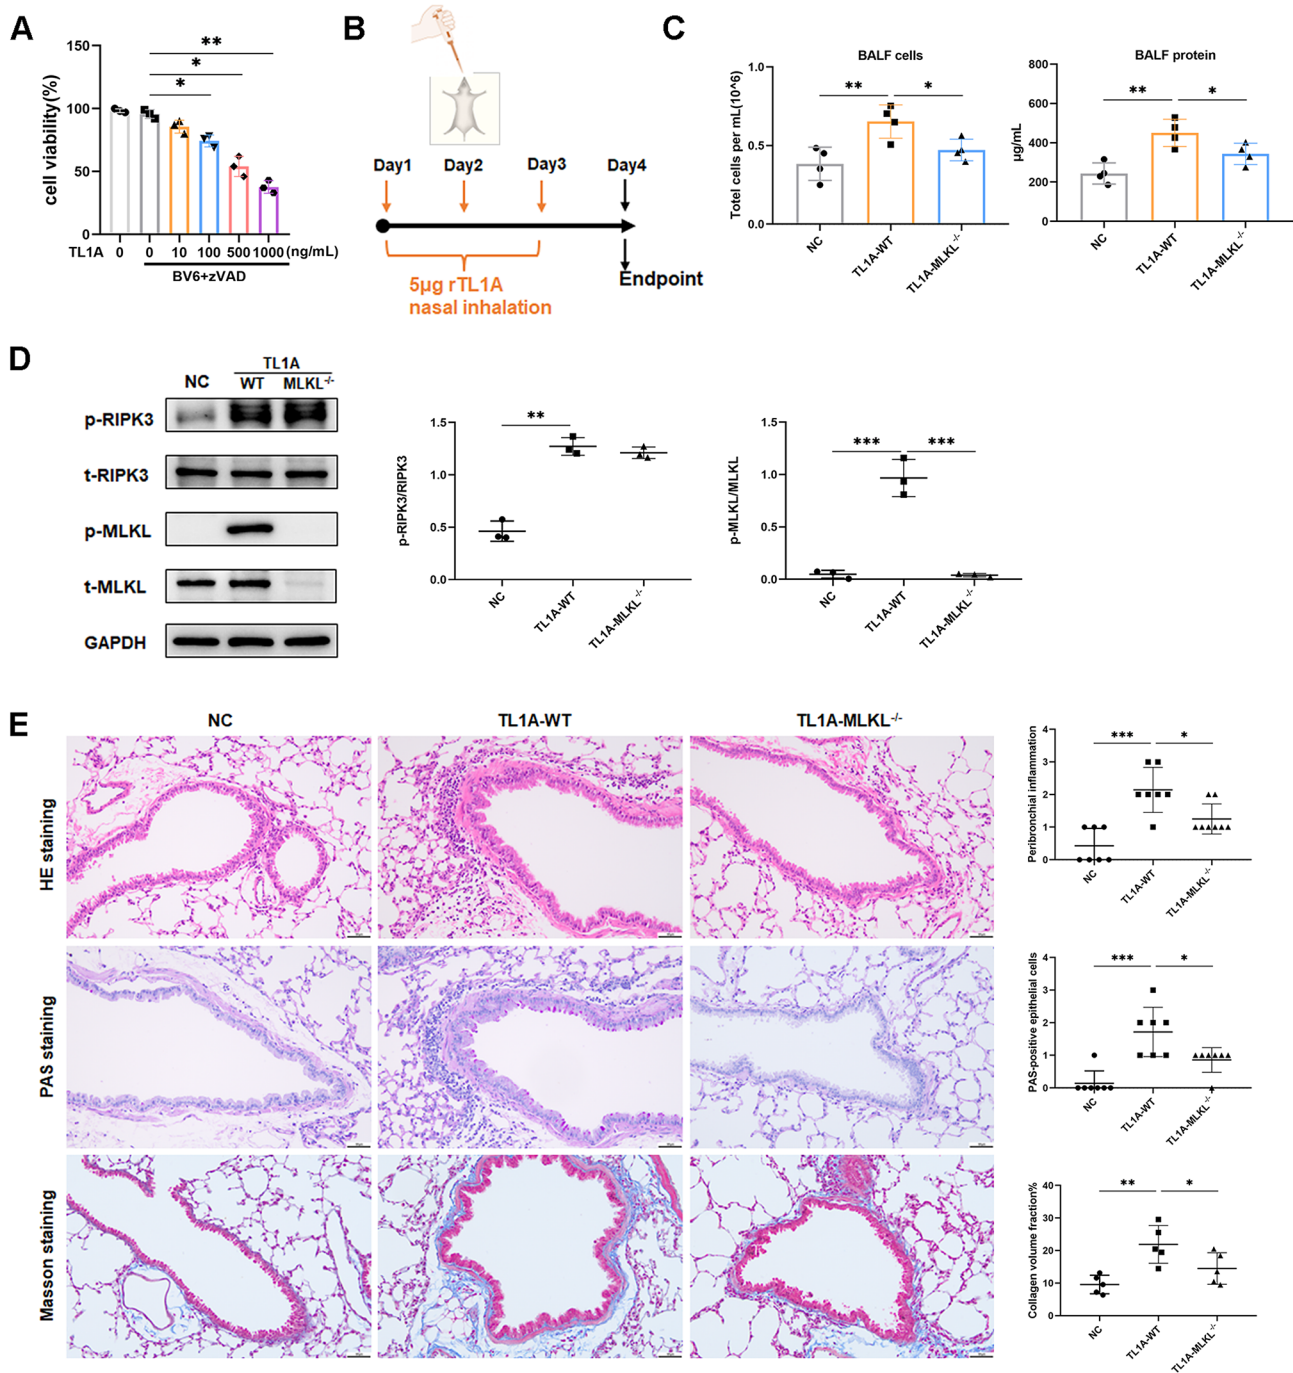 A
cell viability(%)
150
100
50
0
**
*
*
TL1A 0 0 10 100 500 1000 (ng/mL)
BV6+zVAD
B
Day1 Day2 Day3 Day4
5μg rTL1A
nasal inhalation
Endpoint
C
BALF cells
Totel cells per mL(10^6)
1.0
0.5
0.0
** *
NC TL1A-WT TL1A-MLKL-/-
BALF protein
μg/mL
800
600
400
200
0
** *
NC TL1A-WT TL1A-MLKL-/-
D
TL1A
NC WT MLKL-/-
p-RIPK3
t-RIPK3
p-MLKL
t-MLKL
GAPDH
p-RIPK3/RIPK3
1.5
1.0
0.5
0.0
**
NC TL1A-WT TL1A-MLKL-/-
p-MLKL/MLKL
1.5
1.0
0.5
0.0
*** ***
NC TL1A-WT TL1A-MLKL-/-
E
NC TL1A-WT TL1A-MLKL-/-
HE staining
PAS staining
Masson staining
Peribronchial inflammation
4
3
2
1
0
*** *
NC TL1A-WT TL1A-MLKL-/-
PAS-positive epithelial cells
4
3
2
1
0
*** *
NC TL1A-WT TL1A-MLKL-/-
Collagen volume fraction%
40
30
20
10
0
** *
NC TL1A-WT TL1A-MLKL-/-